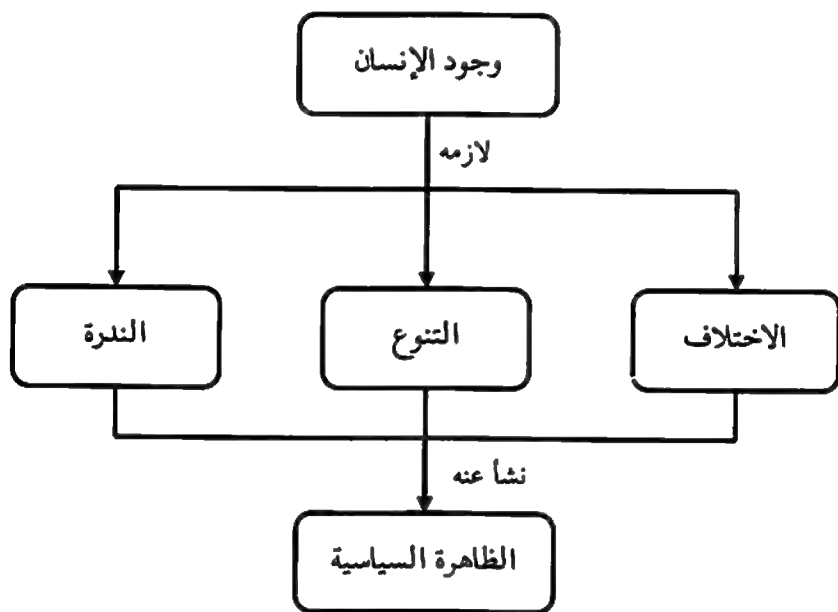 وجود الإنسان
لازمه
الاختلاف
التنوع
الندرة
نشأ عنه
الظاهرة السياسية